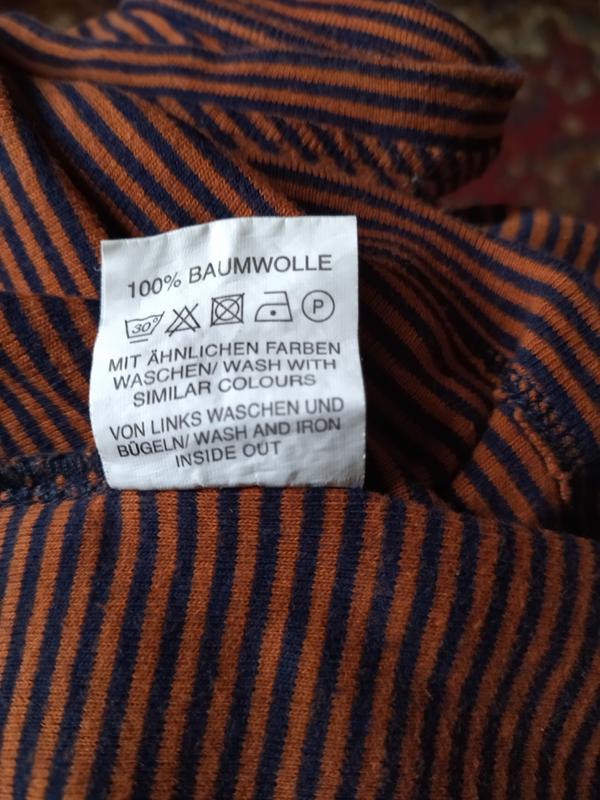 100% BAUMWOLLE
30° P
MIT ÄHNLICHEN FARBEN
WASCHEN/ WASH WITH
SIMILAR COLOURS
VON LINKS WASCHEN UND
BÜGELN/ WASH AND IRON
INSIDE OUT